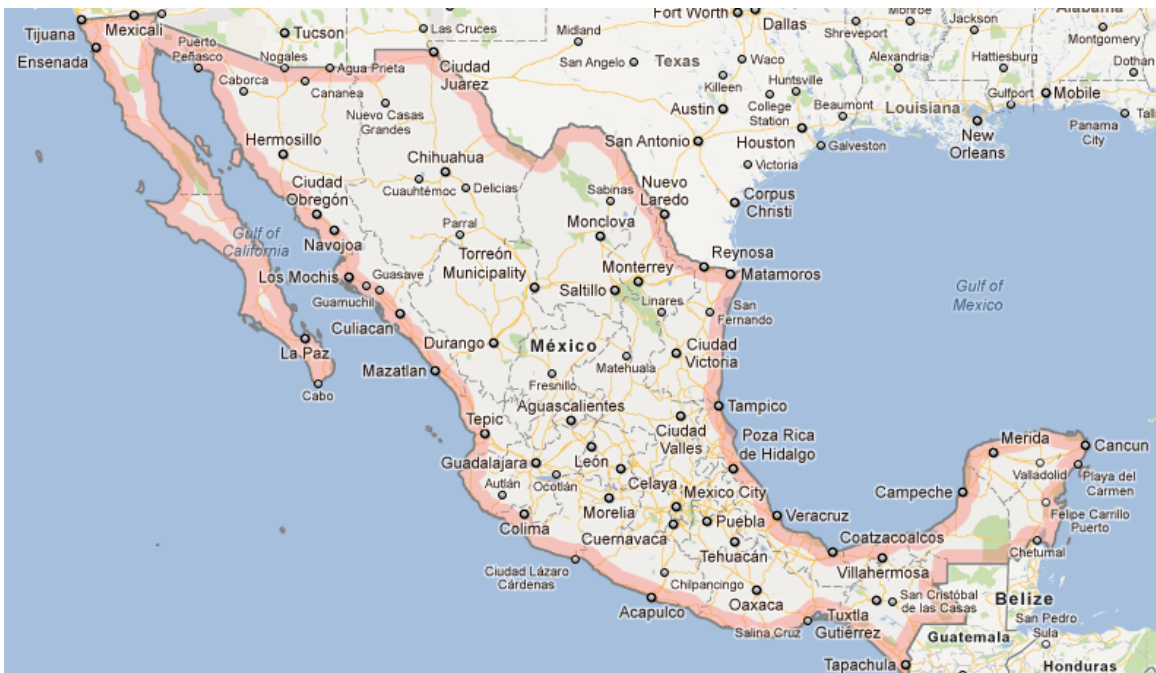 Tijuana
Mexicali
Ensenada
Puerto
Peñasco
Tucson
Las Cruces
Nogales
Agua Prieta
Ciudad
Juárez
Caborca
Cananea
Nuevo Casas
Grandes
Fort Worth
Dallas
Midland
San Angelo
Texas
Waco
Killeen
Huntsville
College
Station
Beaumont
Austin
San Antonio
Houston
Galveston
Victoria
Corpus
Christi
Shreveport
Monroe
Jackson
Alabama
Montgomery
Alexandria
Hattiesburg
Dothan
Gulfport
Mobile
Louisiana
New
Orleans
Panama
City
Tall
Hermosillo
Chihuahua
Cuauhtémoc
Delicias
Ciudad
Obregón
Gulf of
California
Navojoa
Parral
Sabinas
Nuevo
Laredo
Monclova
Torreón
Municipality
Reynosa
Los Mochis
Guasave
Guamuchil
Monterrey
Matamoros
Saltillo
Linares
San
Fernando
Gulf of
Mexico
Culiacan
La Paz
Cabo
Durango
México
Ciudad
Victoria
Matehuala
Mazatlan
Fresnillo
Aguascalientes
Tampico
Tepic
Ciudad
Valles
Poza Rica
de Hidalgo
Guadalajara
León
Autlán
Ocotlán
Celaya
Mexico City
Merida
Cancun
Valladolid
Playa del
Carmen
Campeche
Felipe Carrillo
Puerto
Colima
Morelia
Puebla
Veracruz
Cuernavaca
Tehuacán
Coatzacoalcos
Chetumal
Villahermosa
Ciudad Lázaro
Cárdenas
Chilpancingo
Acapulco
Oaxaca
San Cristóbal
de las Casas
Belize
Salina Cruz
Tuxtla
Gutiérrez
San Pedro
Sula
Guatemala
Tapachula
Honduras